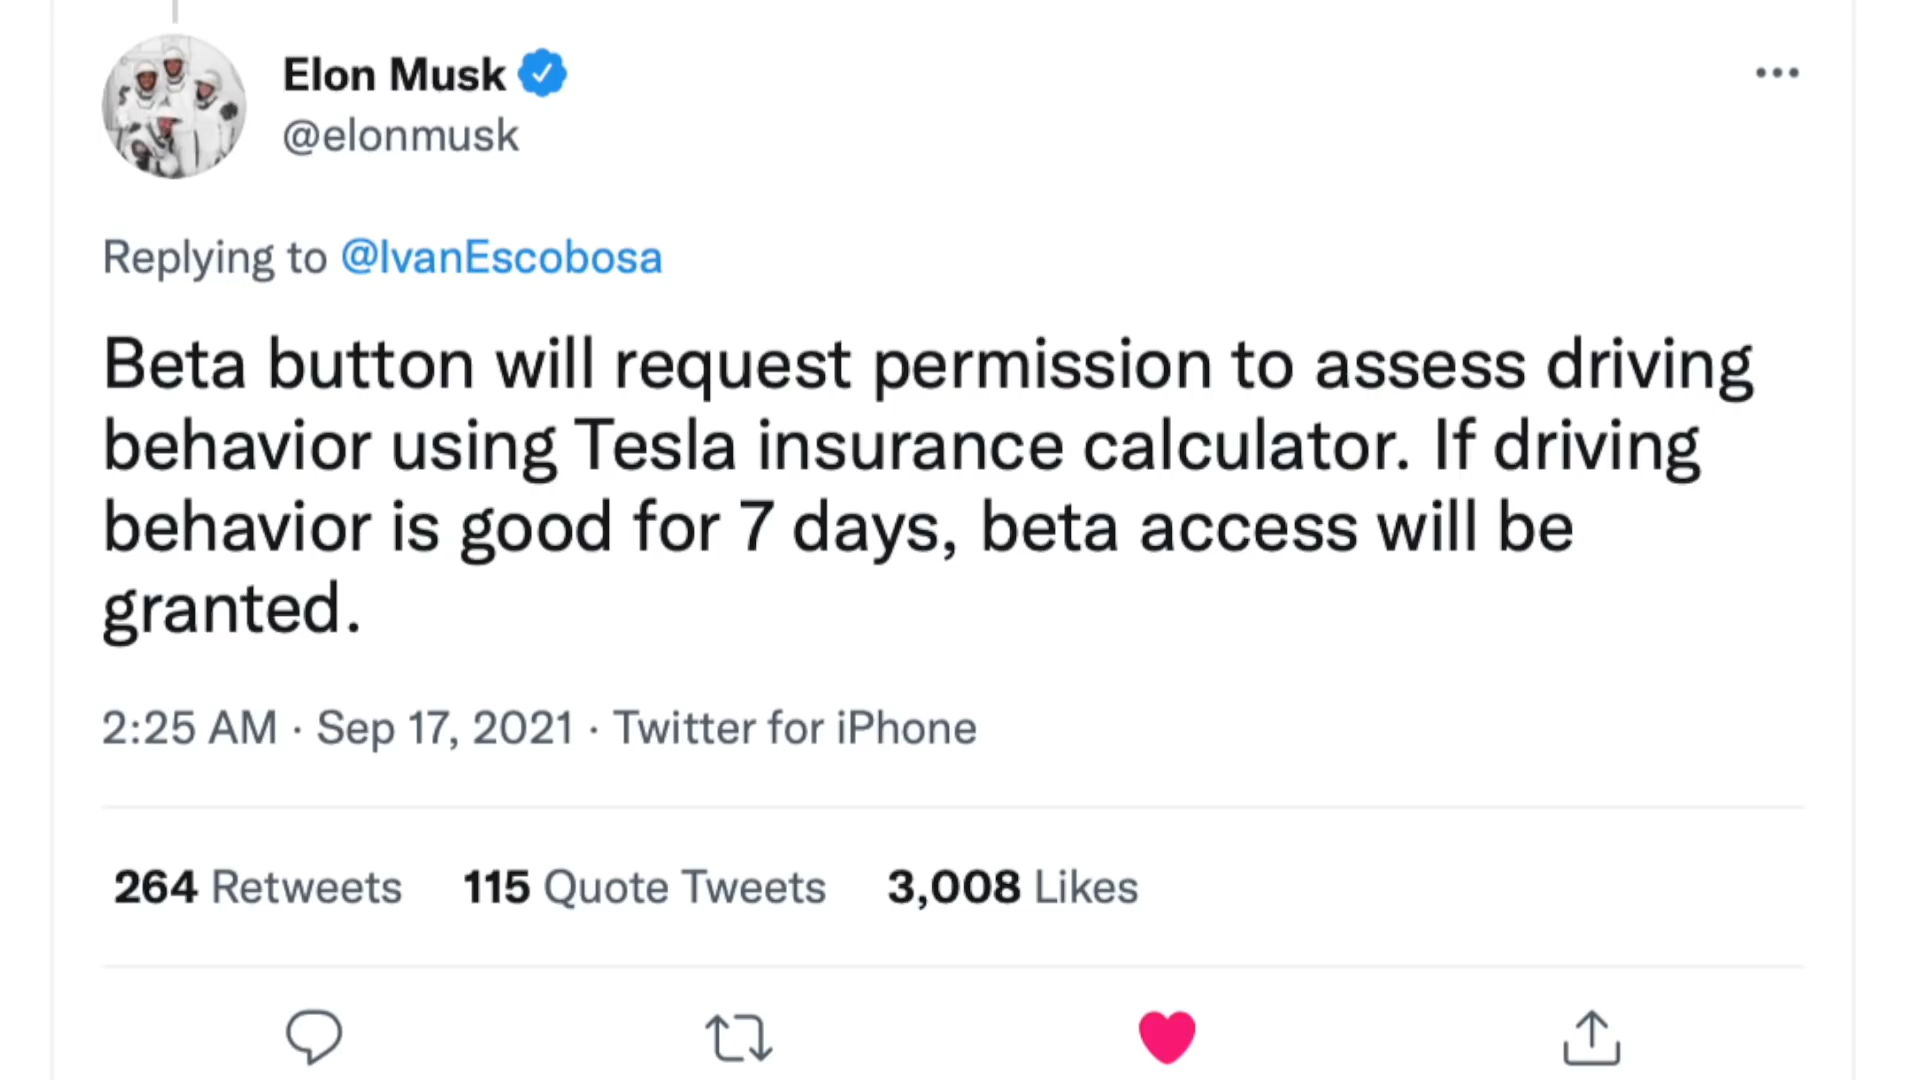 Elon Musk
@elonmusk
Replying to @IvanEscobosa
Beta button will request permission to assess driving
behavior using Tesla insurance calculator. If driving
behavior is good for 7 days, beta access will be
granted.
2:25 AM · Sep 17, 2021 · Twitter for iPhone
264 Retweets 115 Quote Tweets 3,008 Likes